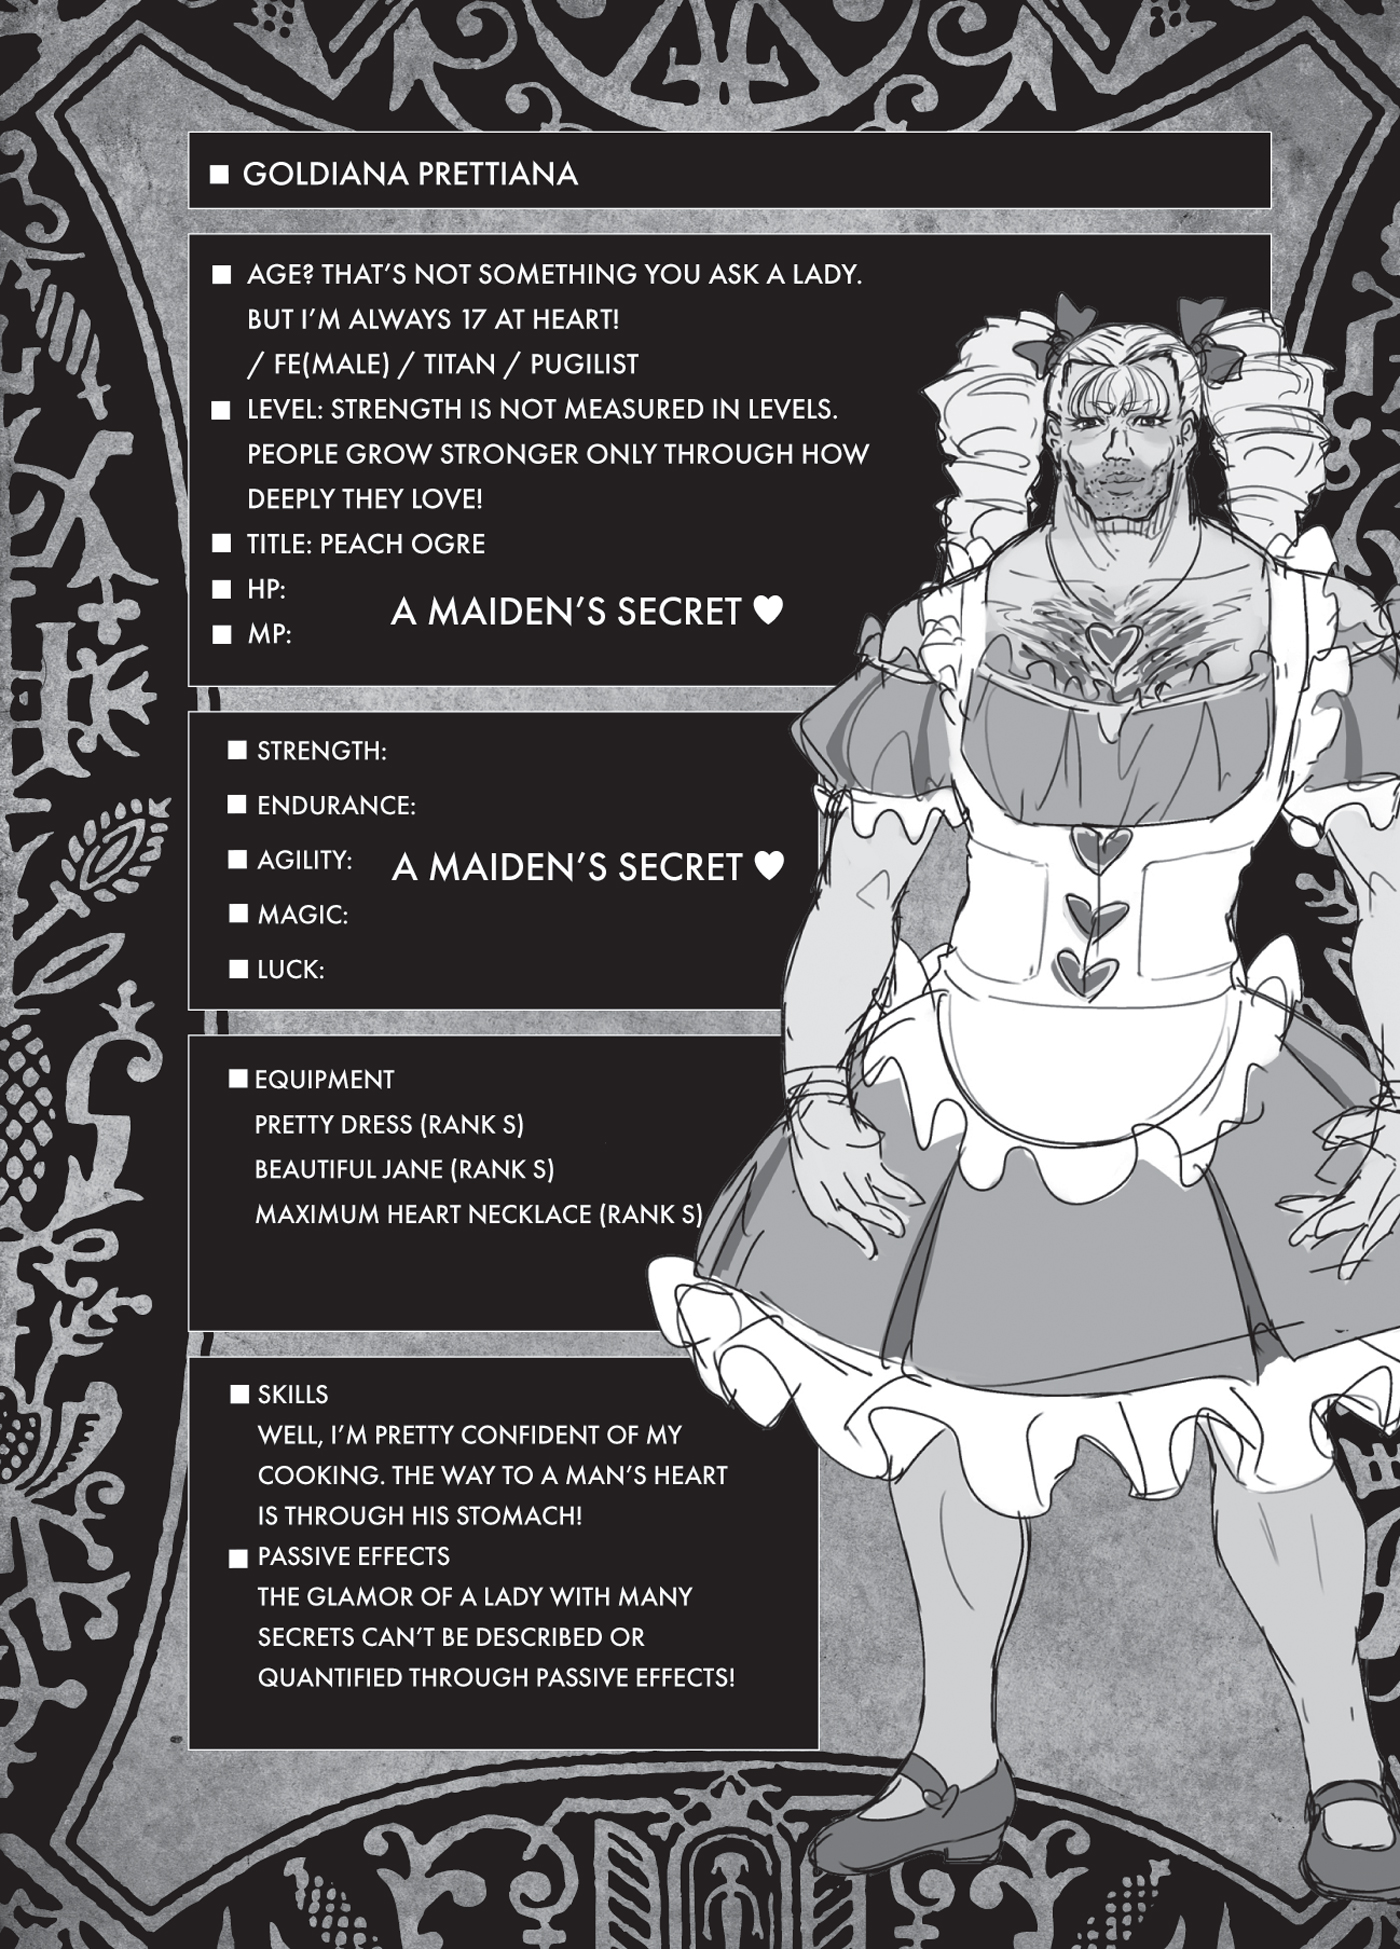 GOLDIANA PRETTIANA
AGE? THAT'S NOT SOMETHING YOU ASK A LADY.
BUT I'M ALWAYS 17 AT HEART!
/ FE(MALE) / TITAN / PUGILIST
LEVEL: STRENGTH IS NOT MEASURED IN LEVELS.
PEOPLE GROW STRONGER ONLY THROUGH HOW
DEEPLY THEY LOVE!
TITLE: PEACH OGRE
HP:
MP:
A MAIDEN'S SECRET ♥
STRENGTH:
ENDURANCE:
AGILITY:
MAGIC:
LUCK:
A MAIDEN'S SECRET ♥
EQUIPMENT
PRETTY DRESS (RANK S)
BEAUTIFUL JANE (RANK S)
MAXIMUM HEART NECKLACE (RANK S)
SKILLS
WELL, I'M PRETTY CONFIDENT OF MY
COOKING. THE WAY TO A MAN'S HEART
IS THROUGH HIS STOMACH!
PASSIVE EFFECTS
THE GLAMOR OF A LADY WITH MANY
SECRETS CAN'T BE DESCRIBED OR
QUANTIFIED THROUGH PASSIVE EFFECTS!